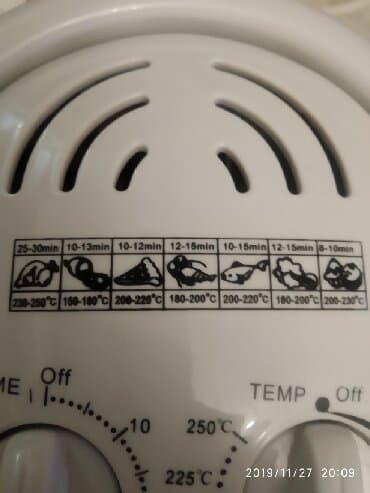 25-30min 10-13min 10-12min 12-15min 10-15min 12-15min 8-10min
230-250°C 150-180°C 200-220°C 180-200°C 200-220°C 180-200°C 200-230°C
ME Off TEMP Off
10 250°C
225°C
2019/11/27 20:09